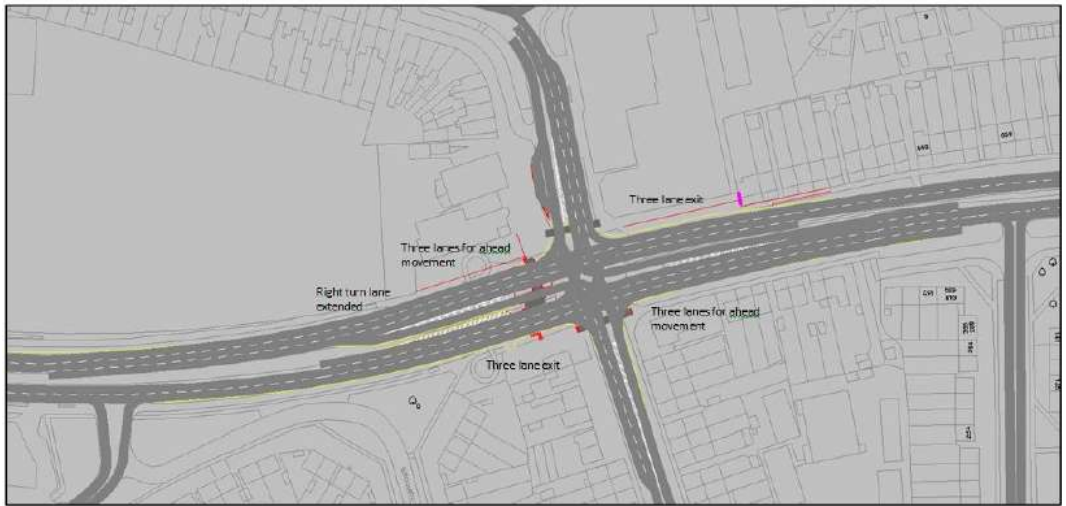 Three lane exit
Three lanes for ahead
movement
Right turn lane
extended
Three lanes for ahead
movement
Three lane exit